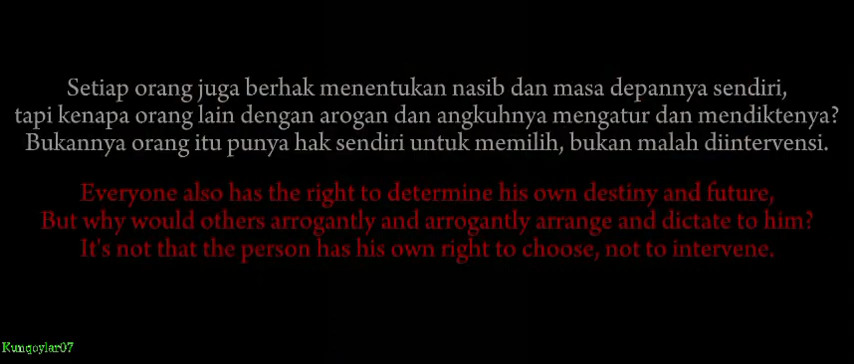 Setiap orang juga berhak menentukan nasib dan masa depannya sendiri,
tapi kenapa orang lain dengan arogan dan angkuhnya mengatur dan mendiktenya?
Bukannya orang itu punya hak sendiri untuk memilih, bukan malah diintervensi.
Everyone also has the right to determine his own destiny and future,
But why would others arrogantly and arrogantly arrange and dictate to him?
It's not that the person has his own right to choose, not to intervene.
Kumqoylar07